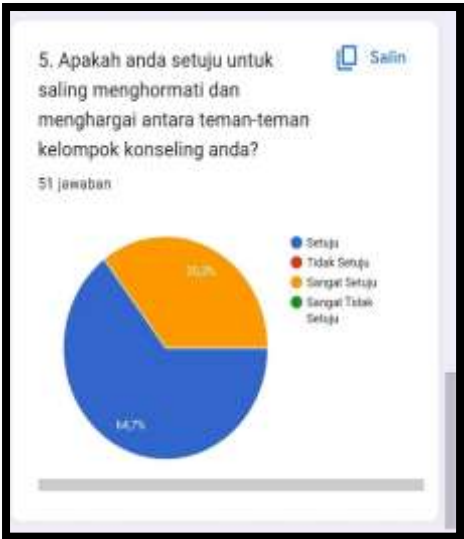 5. Apakah anda setuju untuk
saling menghormati dan
menghargai antara teman-teman
kelompok konseling anda?
Salin
51 jawaban
Setuju
Tidak Setuju
Sangat Setuju
Sangat Tidak
Setuju
35,3%
64,7%